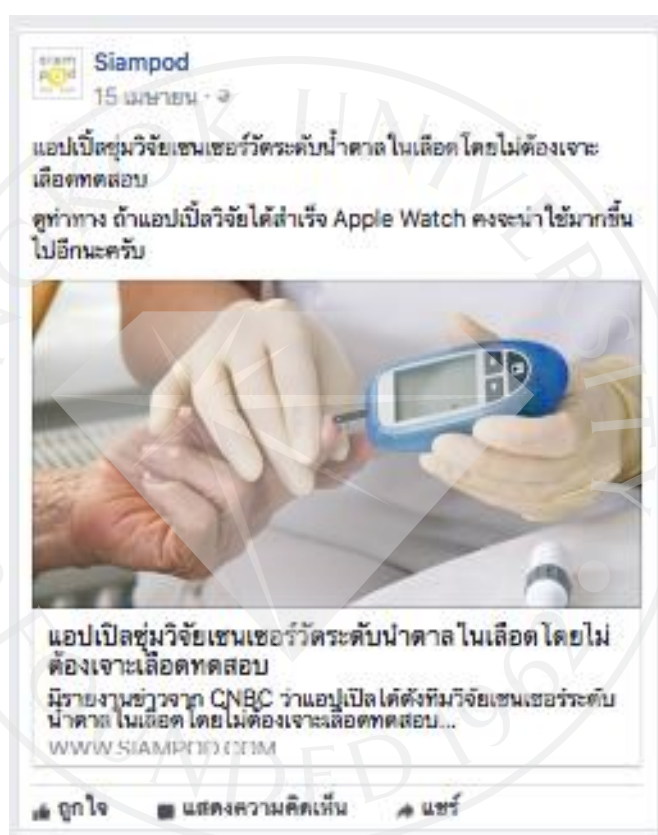 siam
pod
Siampod
15 เมษายน ·
แอปเปิ้ลซุ่มวิจัยเซนเซอร์วัดระดับน้ำตาลในเลือด โดยไม่ต้องเจาะ
เลือดทดสอบ
ดูท่าทาง ถ้าแอปเปิ้ลวิจัยได้สำเร็จ Apple Watch คงจะน่าใช้มากขึ้น
ไปอีกนะครับ
แอปเปิลซุ่มวิจัยเซนเซอร์วัดระดับน้ำตาลในเลือด โดยไม่
ต้องเจาะเลือดทดสอบ
มีรายงานข่าวจาก CNBC ว่าแอปเปิลได้ตั้งทีมวิจัยเซนเซอร์ระดับ
น้ำตาลในเลือด โดยไม่ต้องเจาะเลือดทดสอบ...
WWW.SIAMPOD.COM
ถูกใจ แสดงความคิดเห็น แชร์